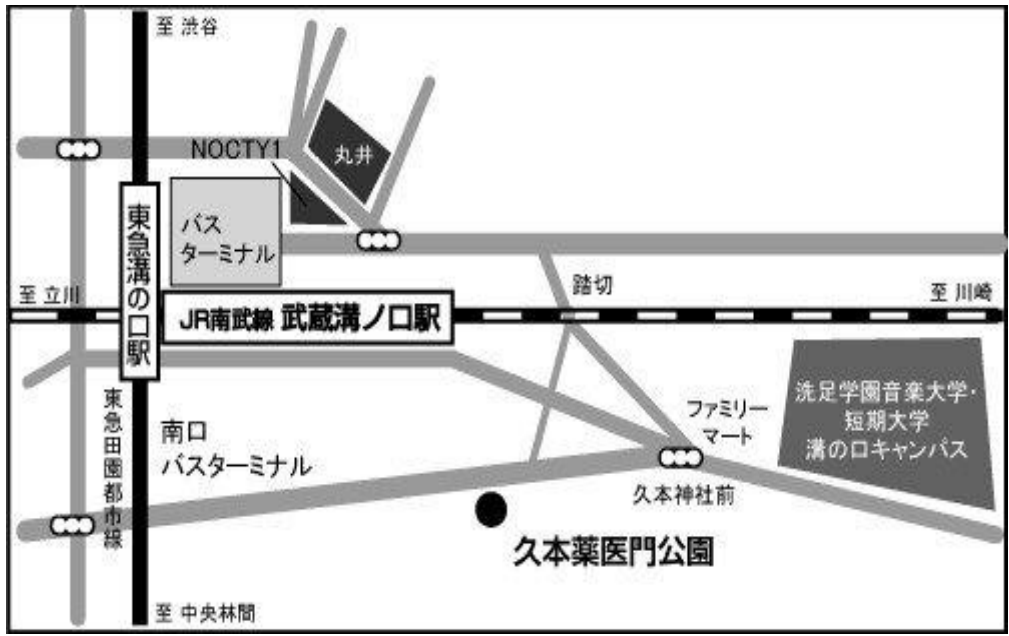 至 渋谷
NOCTY1
丸井
バス
ターミナル
東急溝の口駅
至 立川
JR南武線 武蔵溝ノ口駅
踏切
至 川崎
東急田園都市線
南口
バスターミナル
ファミリー
マート
洗足学園音楽大学・
短期大学
溝のロキャンパス
久本神社前
久本薬医門公園
至 中央林間